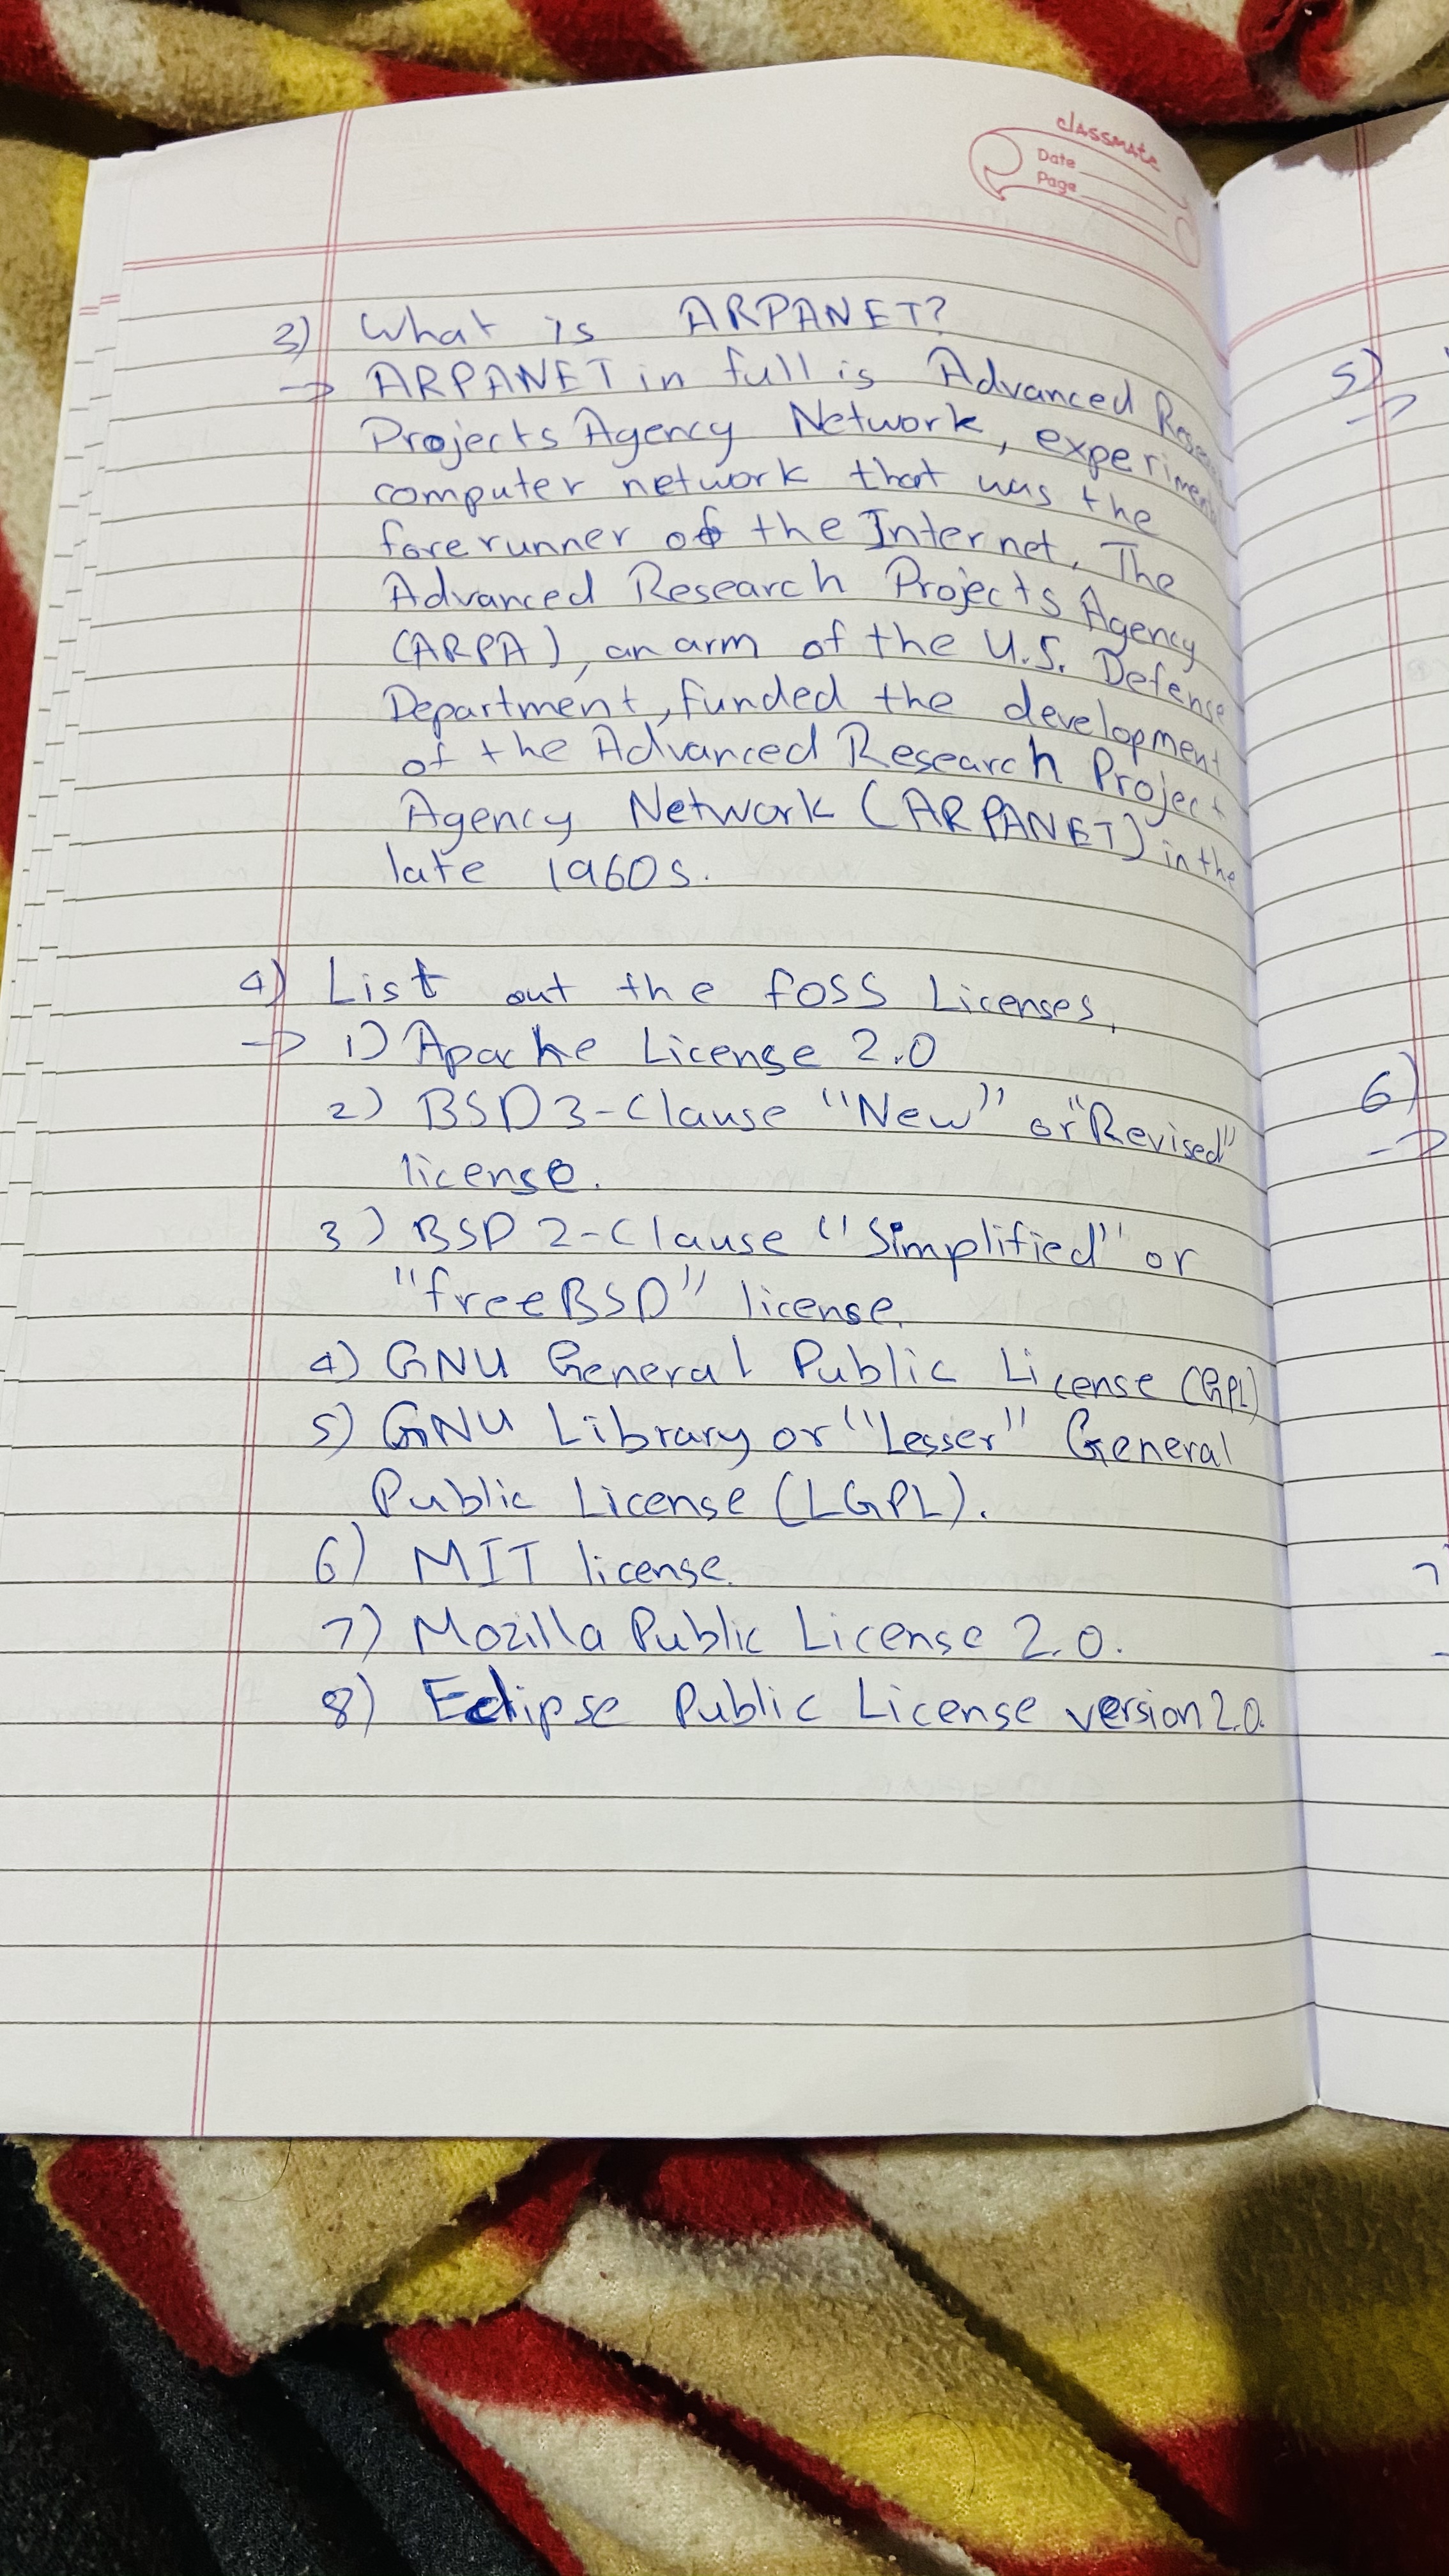 classmate
Date
Page
3) What is ARPANET?
→ ARPANET in full is Advanced
Projects Agency Network, experimental
computer network that was the
forerunner of the Internet. The
Advanced Research Projects Agency
(ARPA), an arm of the U.S. Defense
Department, funded the development
of the Advanced Research Project
Agency Network (ARPANET) in the
late 1960s.
4) List out the foss Licenses.
→ 1) Apache License 2.0
2) BSD 3-Clause "New" or "Revised"
license.
3) BSD 2-Clause "Simplified" or
"freeBSD" license.
4) GNU General Public License (GPL)
5) GNU Library or "Lesser" General
Public License (LGPL).
6) MIT license.
7) Mozilla Public License 2.0.
8) Eclipse Public License version 2.0.
5)
→
6)
→